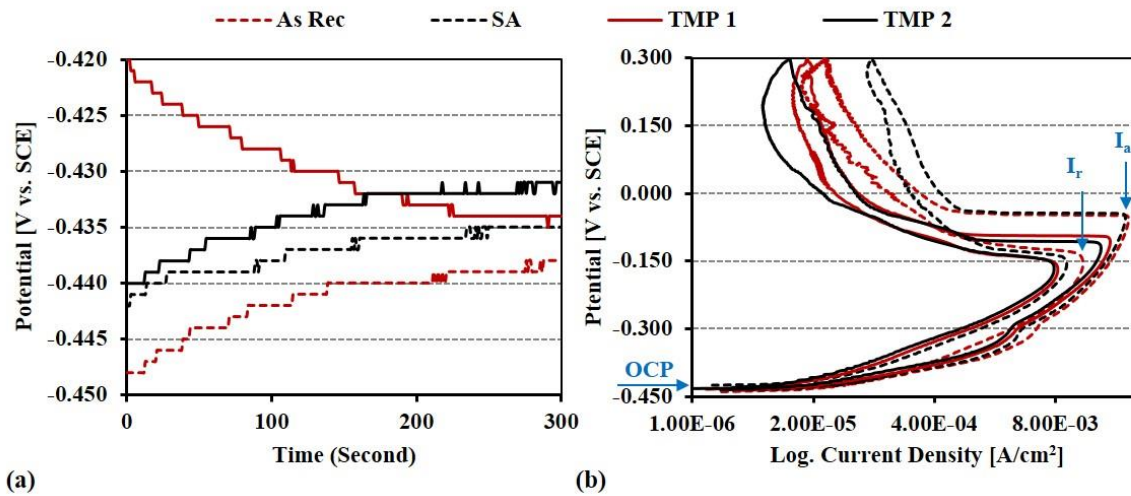 As Rec SA TMP 1 TMP 2
Potential [V vs. SCE]
-0.420
-0.425
-0.430
-0.435
-0.440
-0.445
-0.450
0 100 200 300
Time (Second)
(a)
Ptential [V vs. SCE]
0.300
0.150
0.000
-0.150
-0.300
-0.450
Ia
Ir
OCP
1.00E-06 2.00E-05 4.00E-04 8.00E-03
Log. Current Density [A/cm²]
(b)